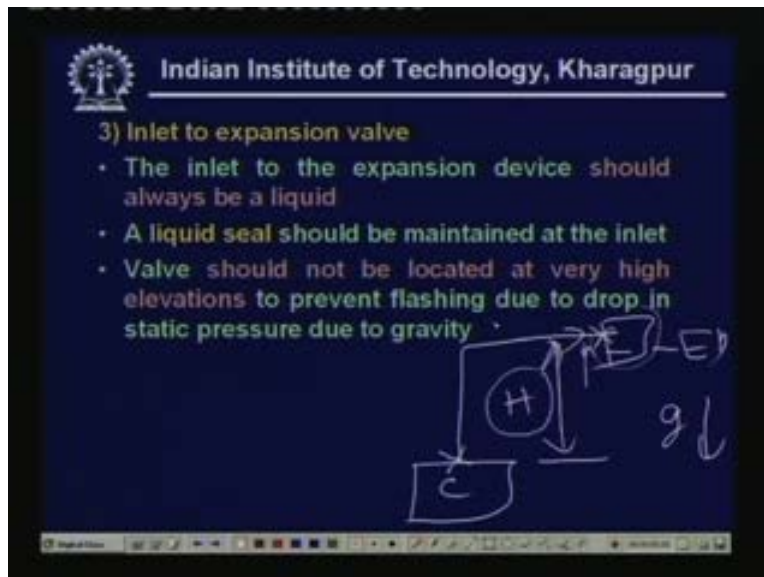 Indian Institute of Technology, Kharagpur
3) Inlet to expansion valve
• The inlet to the expansion device should
always be a liquid
• A liquid seal should be maintained at the inlet
• Valve should not be located at very high
elevations to prevent flashing due to drop in
static pressure due to gravity
H
g
C